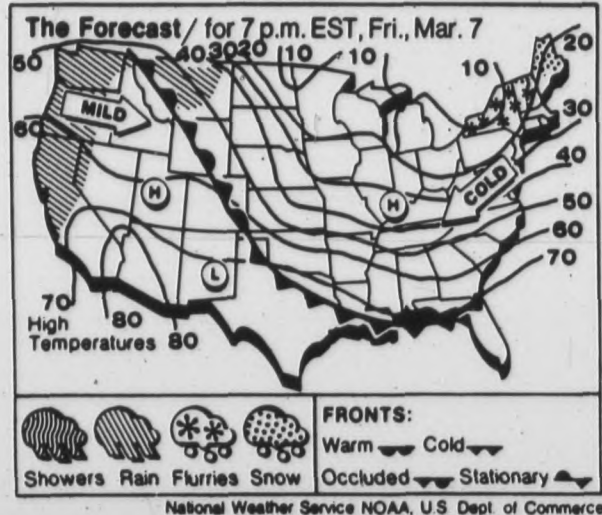 The Forecast / for 7 p.m. EST, Fri., Mar. 7
50 40 30 20 10 10 10 20
MILD
60
30
COLD
40
H
H
50
L
60
70
70
80
80
High
Temperatures
Showers Rain Flurries Snow
FRONTS:
Warm Cold
Occluded Stationary
National Weather Service NOAA, U.S. Dept. of Commerce